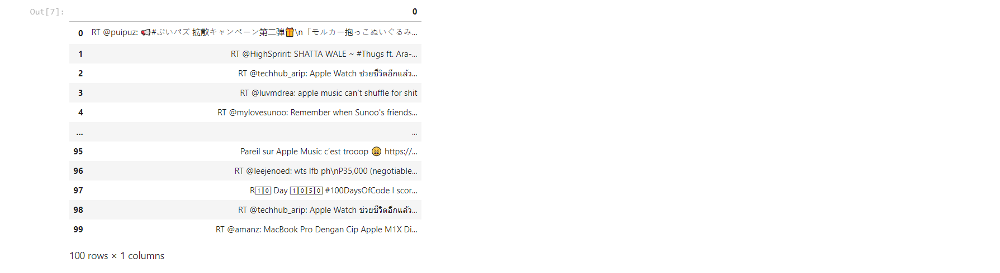 Out[7]:
0
0 RT @puipuz: 📢#ぷいパズ 拡散キャンペーン第二弾🎁\n「モルカー抱っこぬいぐるみ...
1 RT @HighSpririt: SHATTA WALE ~ #Thugs ft. Ara-...
2 RT @techhub_arip: Apple Watch ช่วยชีวิตอีกแล้ว...
3 RT @luvmdrea: apple music can't shuffle for shit
4 RT @mylovesunoo: Remember when Sunoo's friends...
... ...
95 Pareil sur Apple Music c'est trooop 😩 https://...
96 RT @leejenoed: wts lfb ph\nP35,000 (negotiable...
97 R1️⃣0️⃣ Day 1️⃣0️⃣5️⃣0️⃣ #100DaysOfCode I scor...
98 RT @techhub_arip: Apple Watch ช่วยชีวิตอีกแล้ว...
99 RT @amanz: MacBook Pro Dengan Cip Apple M1X Di...
100 rows × 1 columns